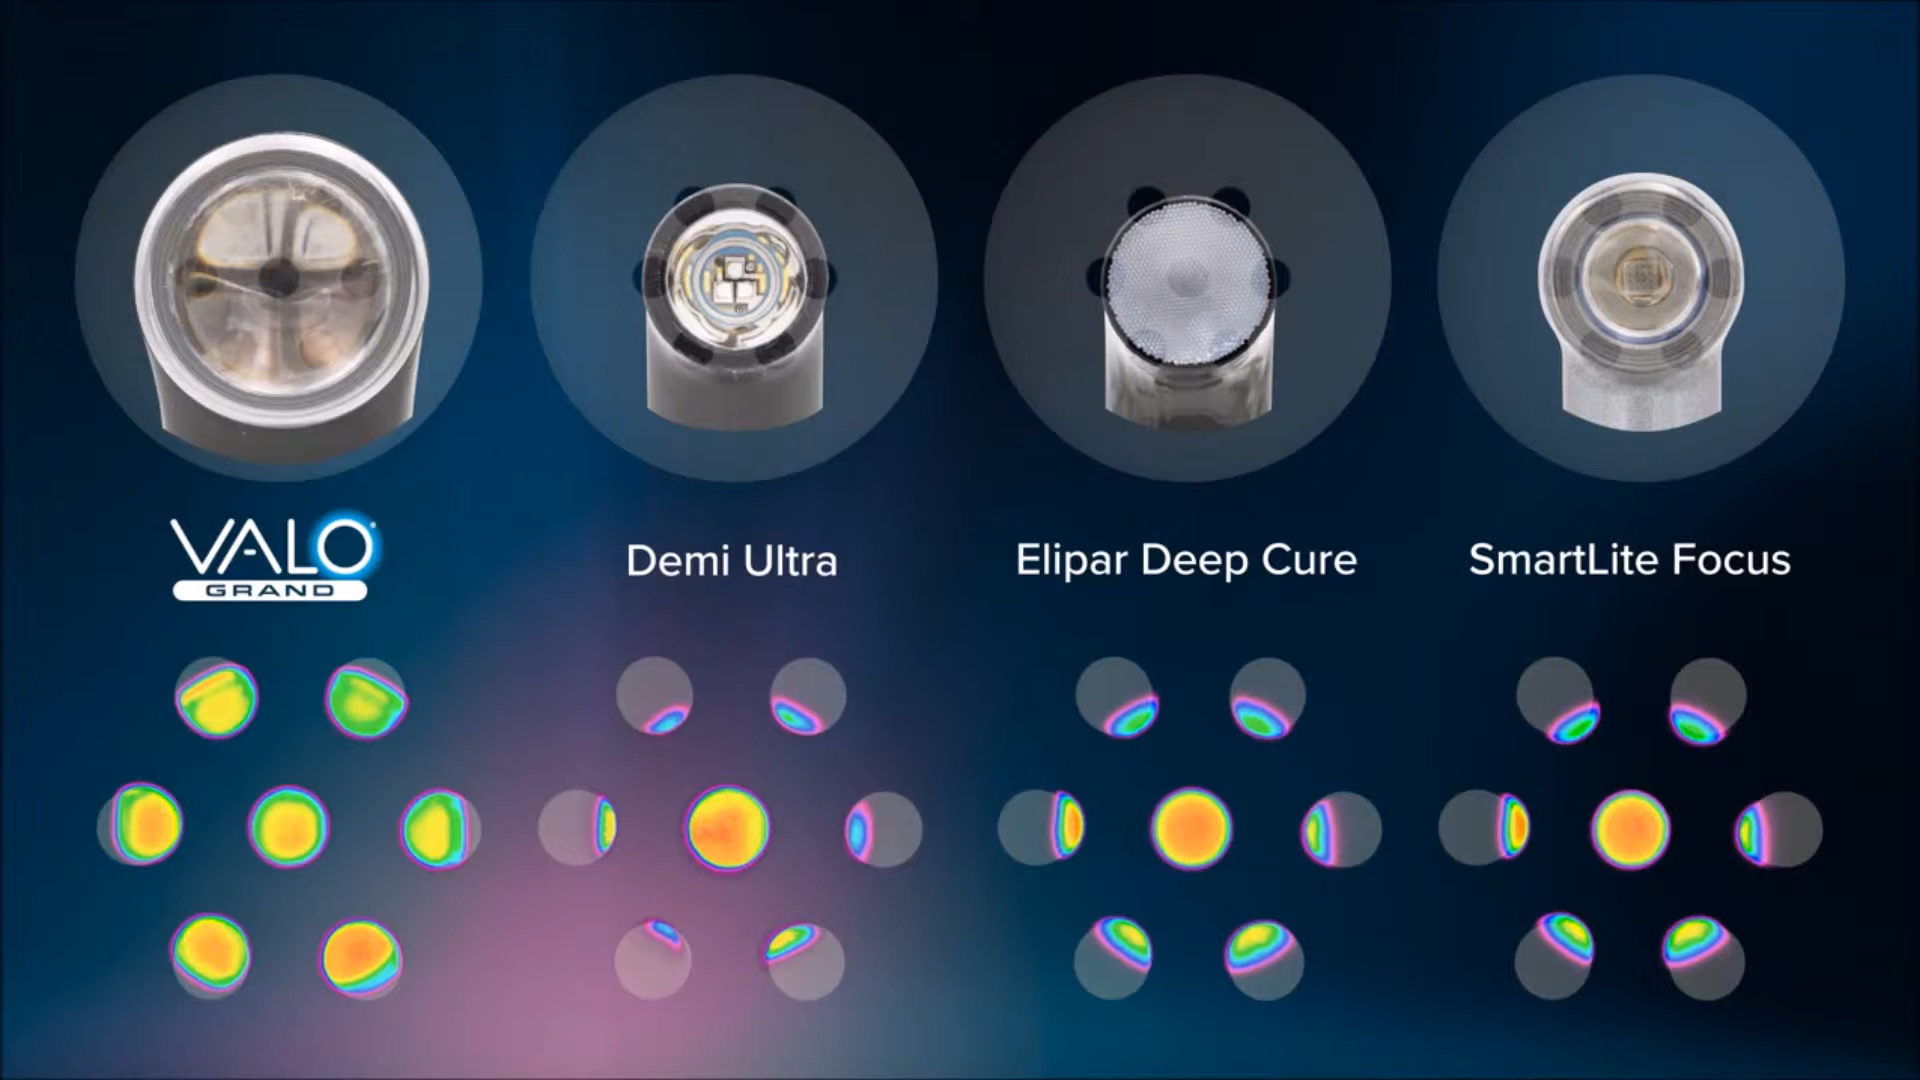 VALO
GRAND
Demi Ultra
Elipar Deep Cure
SmartLite Focus